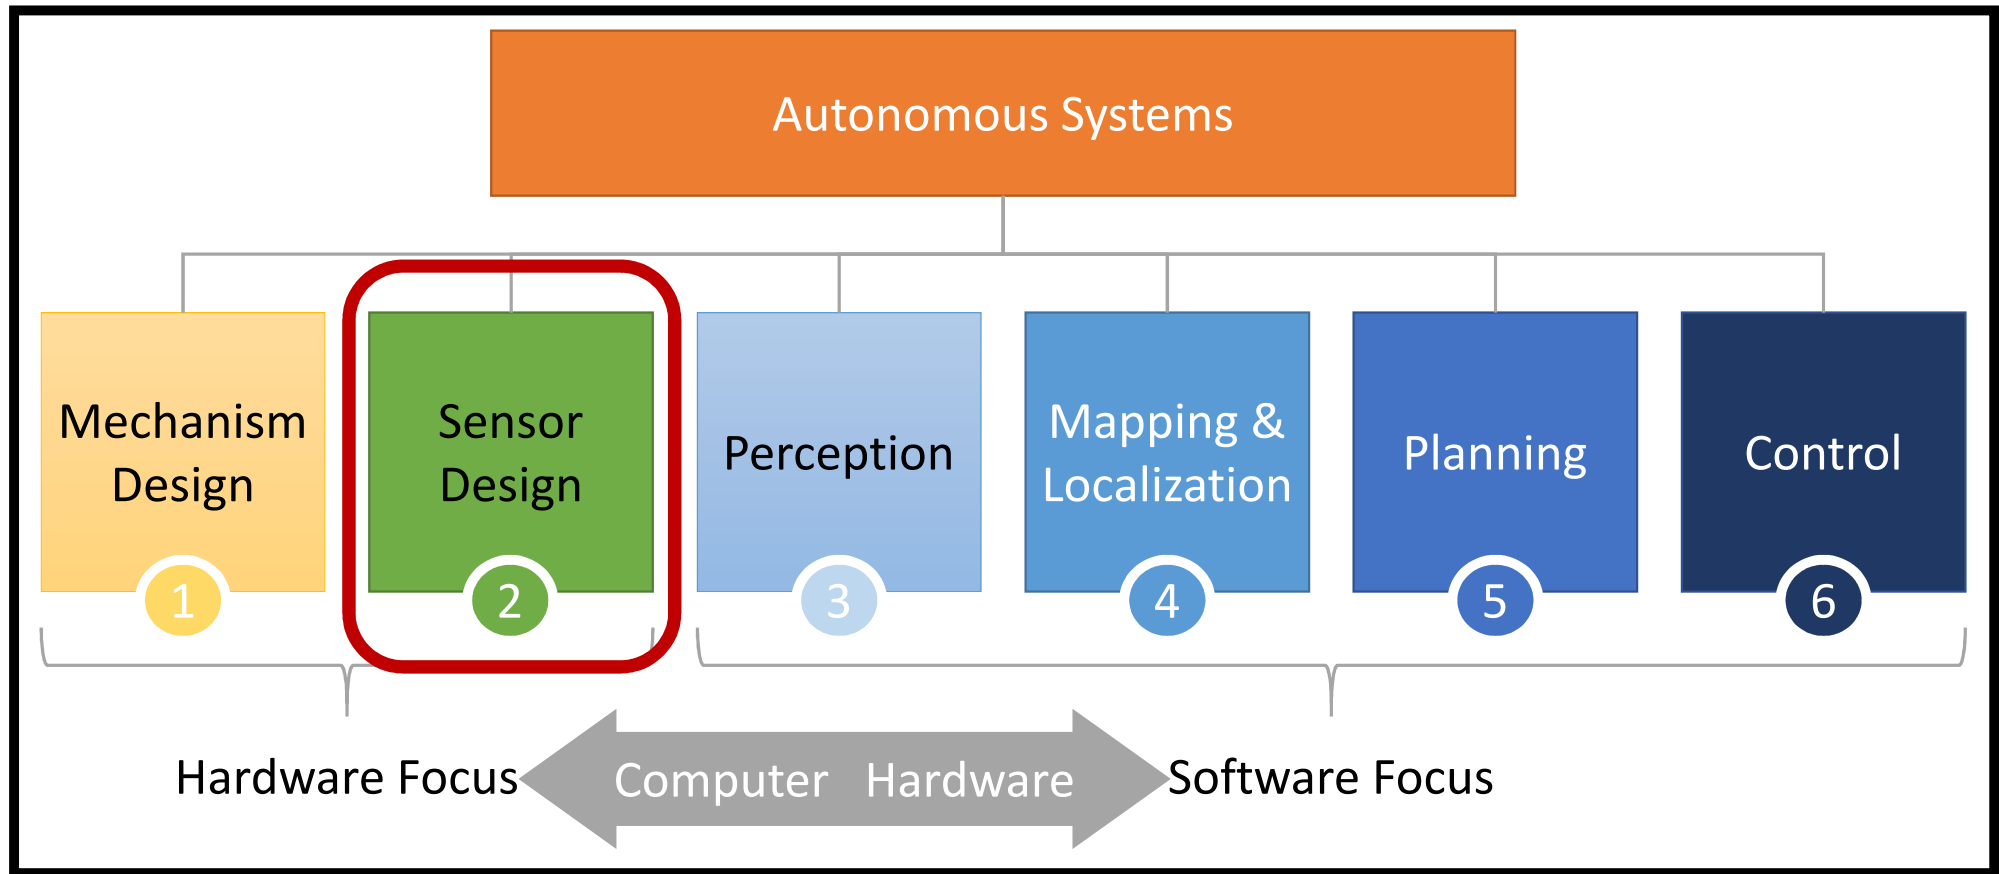 Autonomous Systems
Mechanism
Design
1
Sensor
Design
2
Perception
3
Mapping &
Localization
4
Planning
5
Control
6
Hardware Focus
Computer Hardware
Software Focus